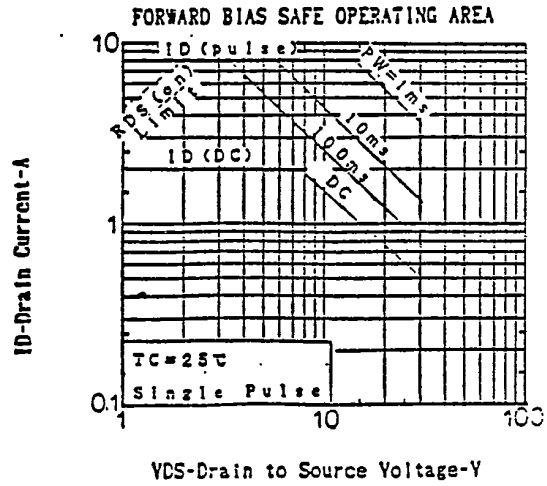 FORWARD BIAS SAFE OPERATING AREA
10
ID(pulse)
PW=1ms
RDS(on)
Limit
10ms
100ms
ID(DC)
DC
1
ID-Drain Current-A
TC=25℃
Single Pulse
0.1
1
10
100
VDS-Drain to Source Voltage-V